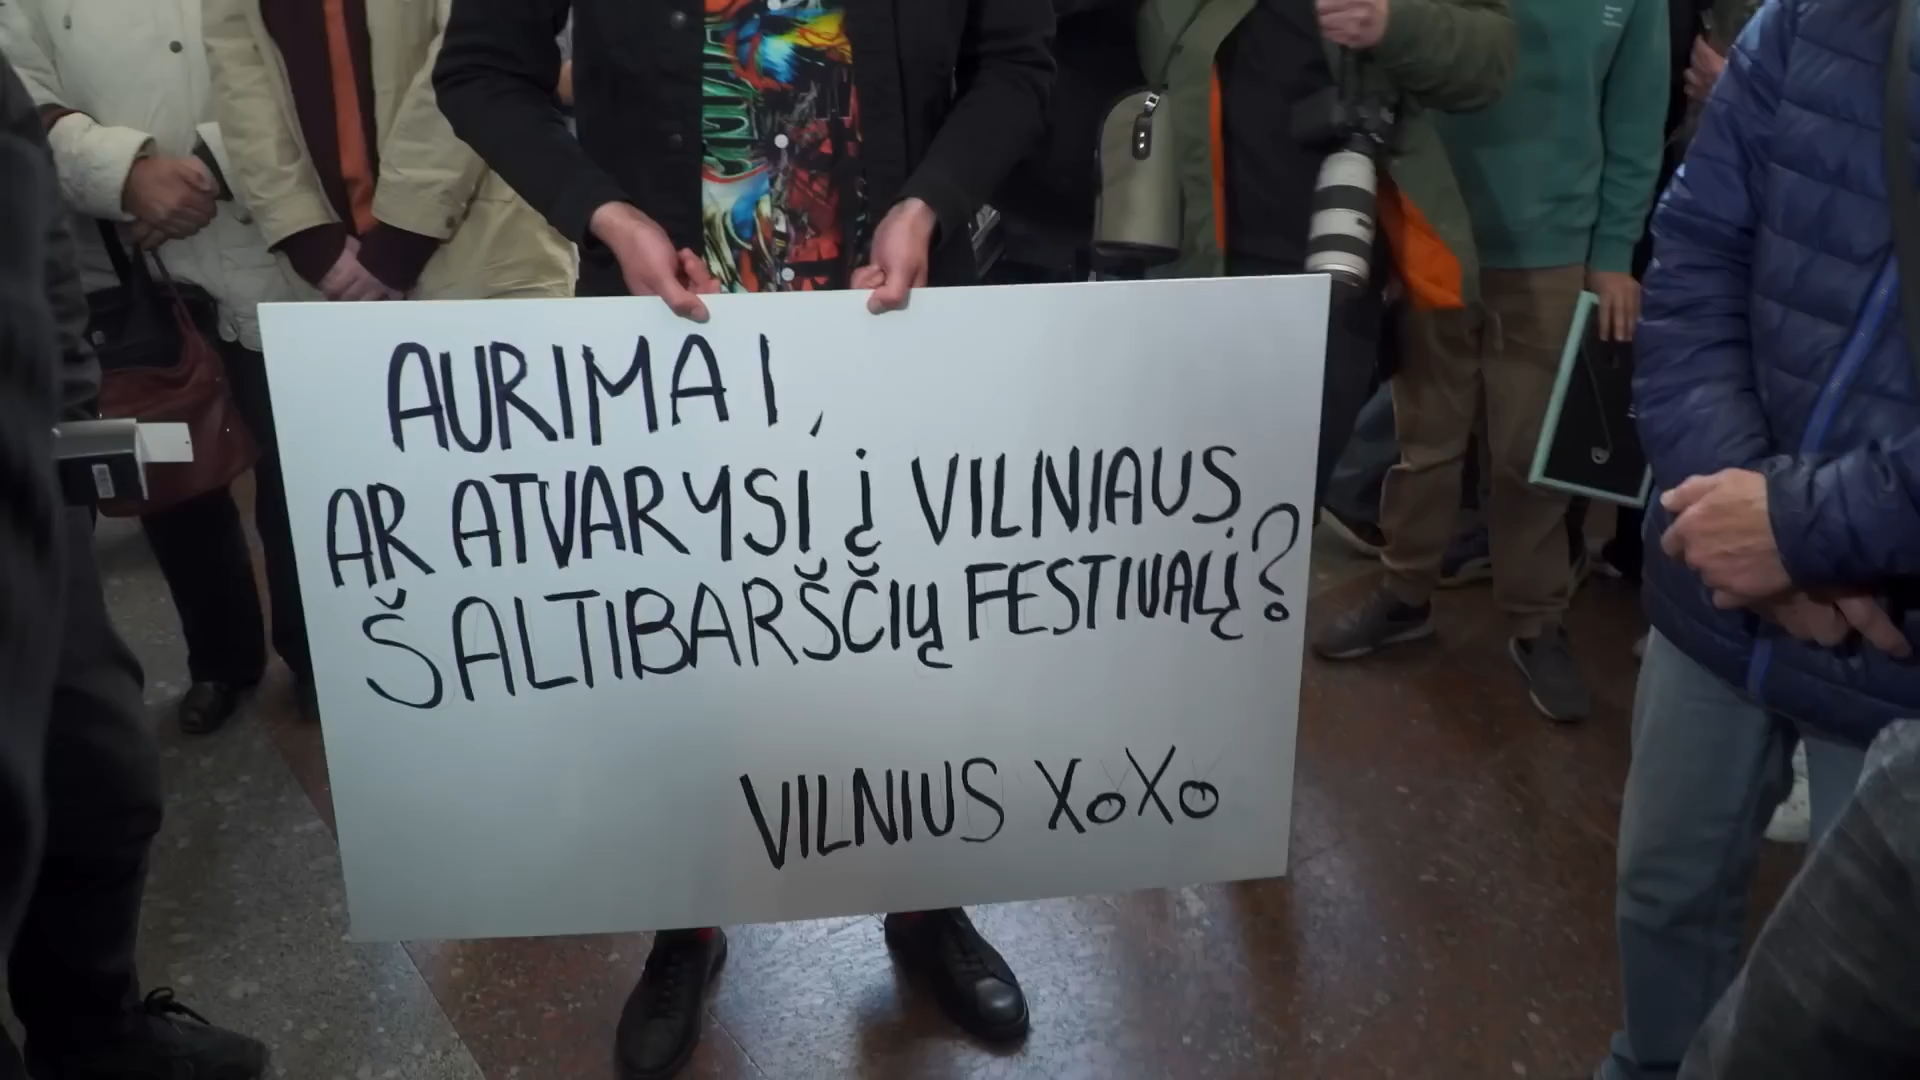 AURIMAI,
AR ATVARYSI Į VILNIAUS
ŠALTIBARŠČIŲ FESTIVALĮ?
VILNIUS XOXO